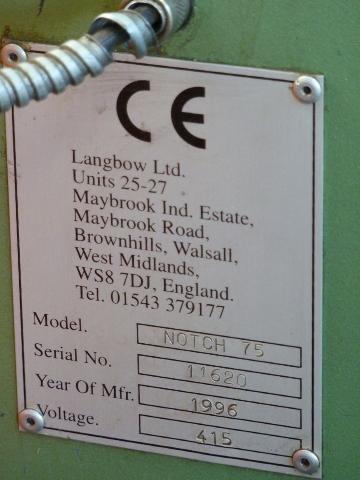 CE
Langbow Ltd.
Units 25-27
Maybrook Ind. Estate,
Maybrook Road,
Brownhills, Walsall,
West Midlands,
WS8 7DJ, England.
Tel. 01543 379177
Model. NOTCH 75
Serial No. 11620
Year Of Mfr. 1996
Voltage. 415